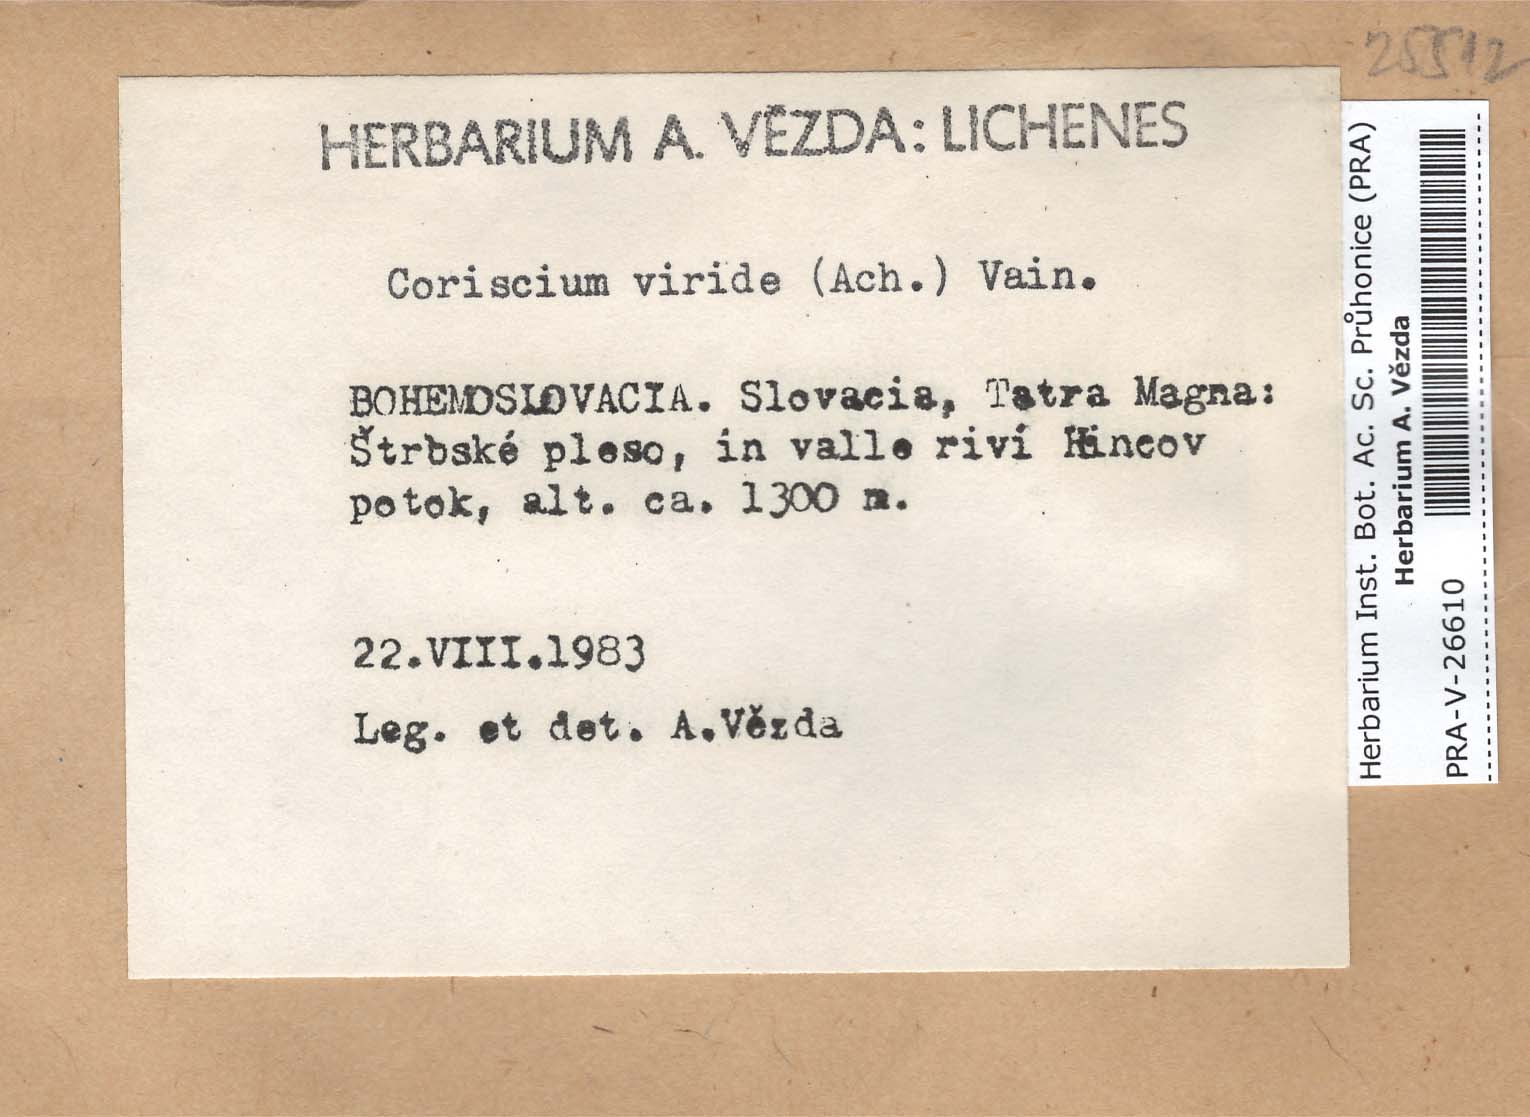 25512
HERBARIUM A. VĚZDA: LICHENES
Coriscium viride (Ach.) Vain.
BOHEMOSLOVACIA. Slovacia, Tatra Magna:
Štrbské pleso, in valle riví Hincov
potok, alt. ca. 1300 m.
22.VIII.1983
Leg. et det. A.Vězda
Herbarium Inst. Bot. Ac. Sc. Průhonice (PRA)
Herbarium A. Vězda
PRA-V-26610